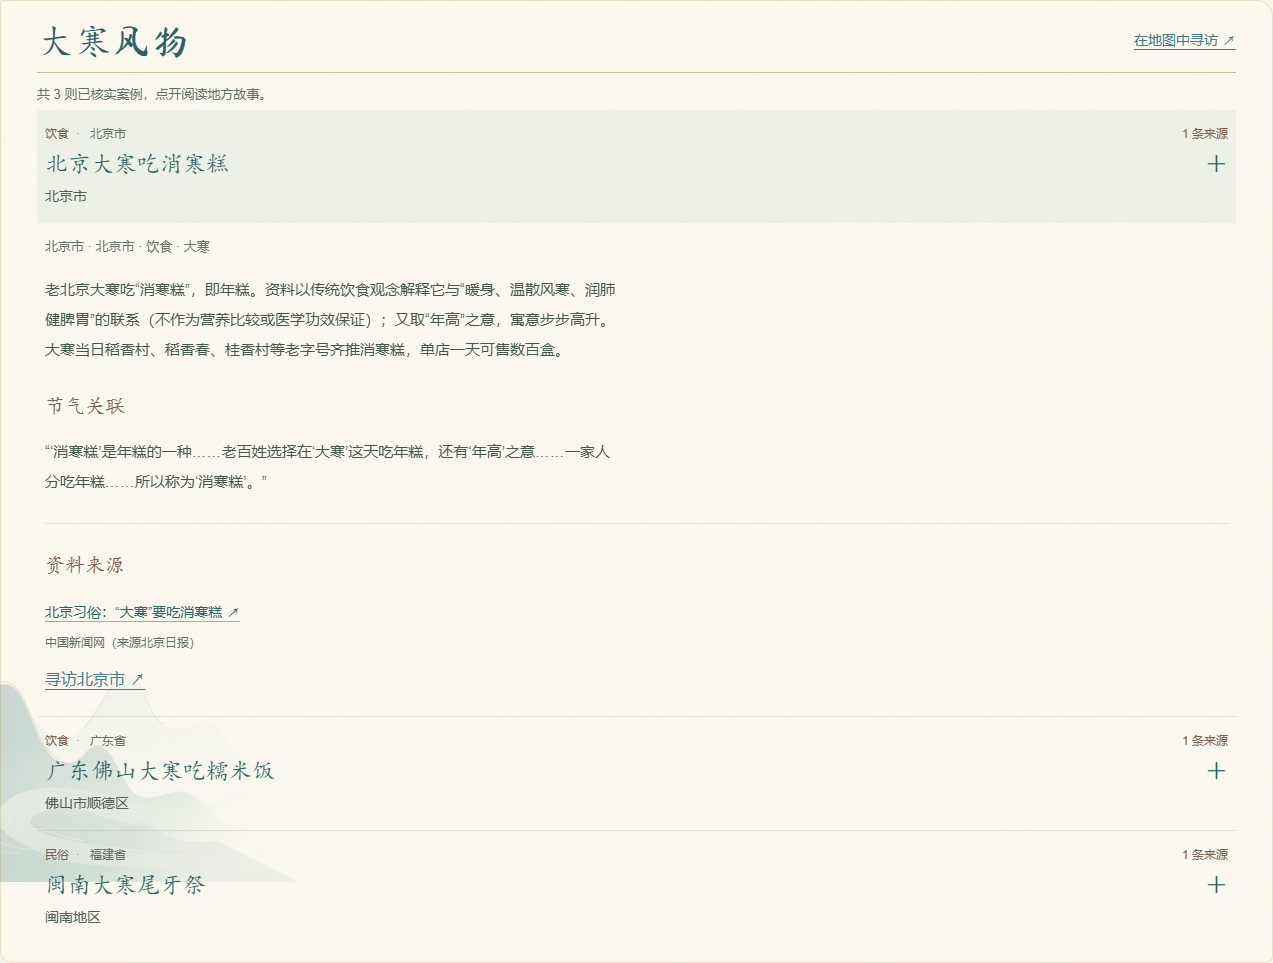 大寒风物
在地图中寻访 ↗
共 3 则已核实案例，点开阅读地方故事。
饮食 · 北京市
1 条来源
北京大寒吃消寒糕
+
北京市
北京市 · 北京市 · 饮食 · 大寒
老北京大寒吃“消寒糕”，即年糕。资料以传统饮食观念解释它与“暖身、温散风寒、润肺
健脾胃”的联系（不作为营养比较或医学功效保证）；又取“年高”之意，寓意步步高升。
大寒当日稻香村、稻香春、桂香村等老字号齐推消寒糕，单店一天可售数百盒。
节气关联
“‘消寒糕’是年糕的一种……老百姓选择在‘大寒’这天吃年糕，还有‘年高’之意……一家人
分吃年糕……所以称为‘消寒糕’。”
资料来源
北京习俗：“大寒”要吃消寒糕 ↗
中国新闻网（来源北京日报）
寻访北京市 ↗
饮食 · 广东省
1 条来源
广东佛山大寒吃糯米饭
+
佛山市顺德区
民俗 · 福建省
1 条来源
闽南大寒尾牙祭
+
闽南地区